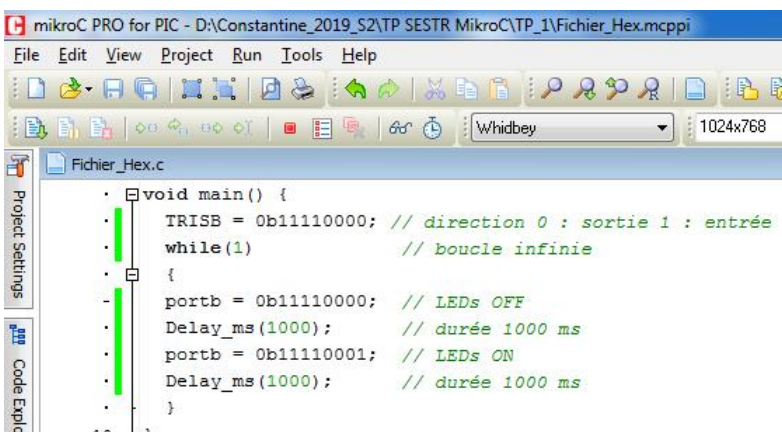 mikroC PRO for PIC - D:\Constantine_2019_S2\TP SESTR MikroC\TP_1\Fichier_Hex.mcppi
File Edit View Project Run Tools Help
Whidbey 1024x768
Fichier_Hex.c
Project Settings
void main() {
TRISB = 0b11110000; // direction 0 : sortie 1 : entrée
while(1) // boucle infinie
{
portb = 0b11110000; // LEDs OFF
Delay_ms(1000); // durée 1000 ms
portb = 0b11110001; // LEDs ON
Delay_ms(1000); // durée 1000 ms
}
Code Explo